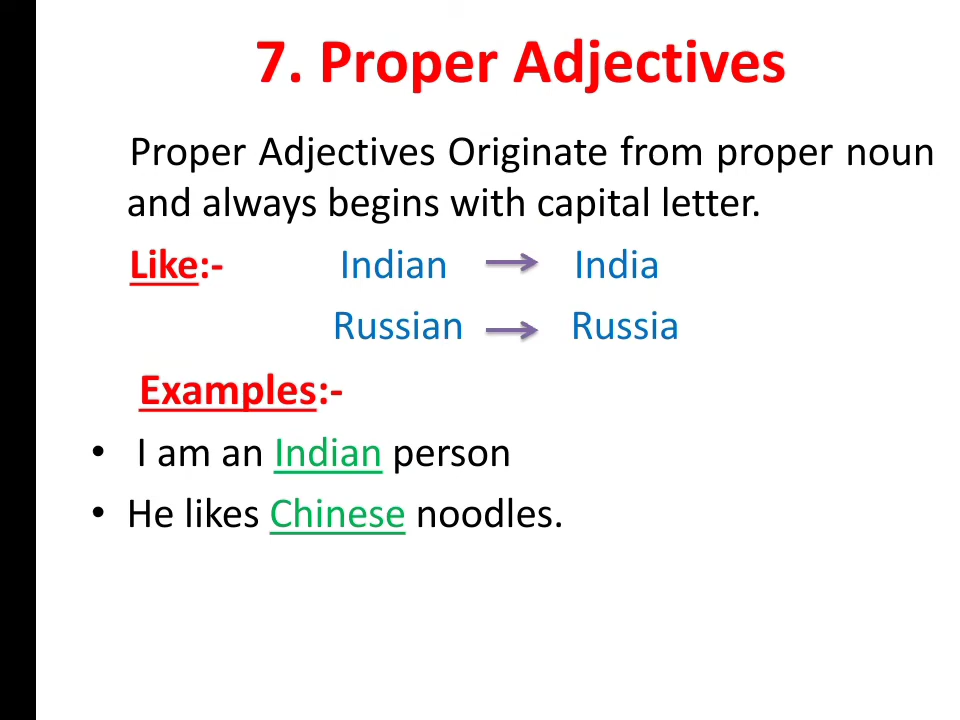 7. Proper Adjectives
Proper Adjectives Originate from proper noun
and always begins with capital letter.
Like:- Indian → India
Russian → Russia
Examples:-
• I am an Indian person
• He likes Chinese noodles.